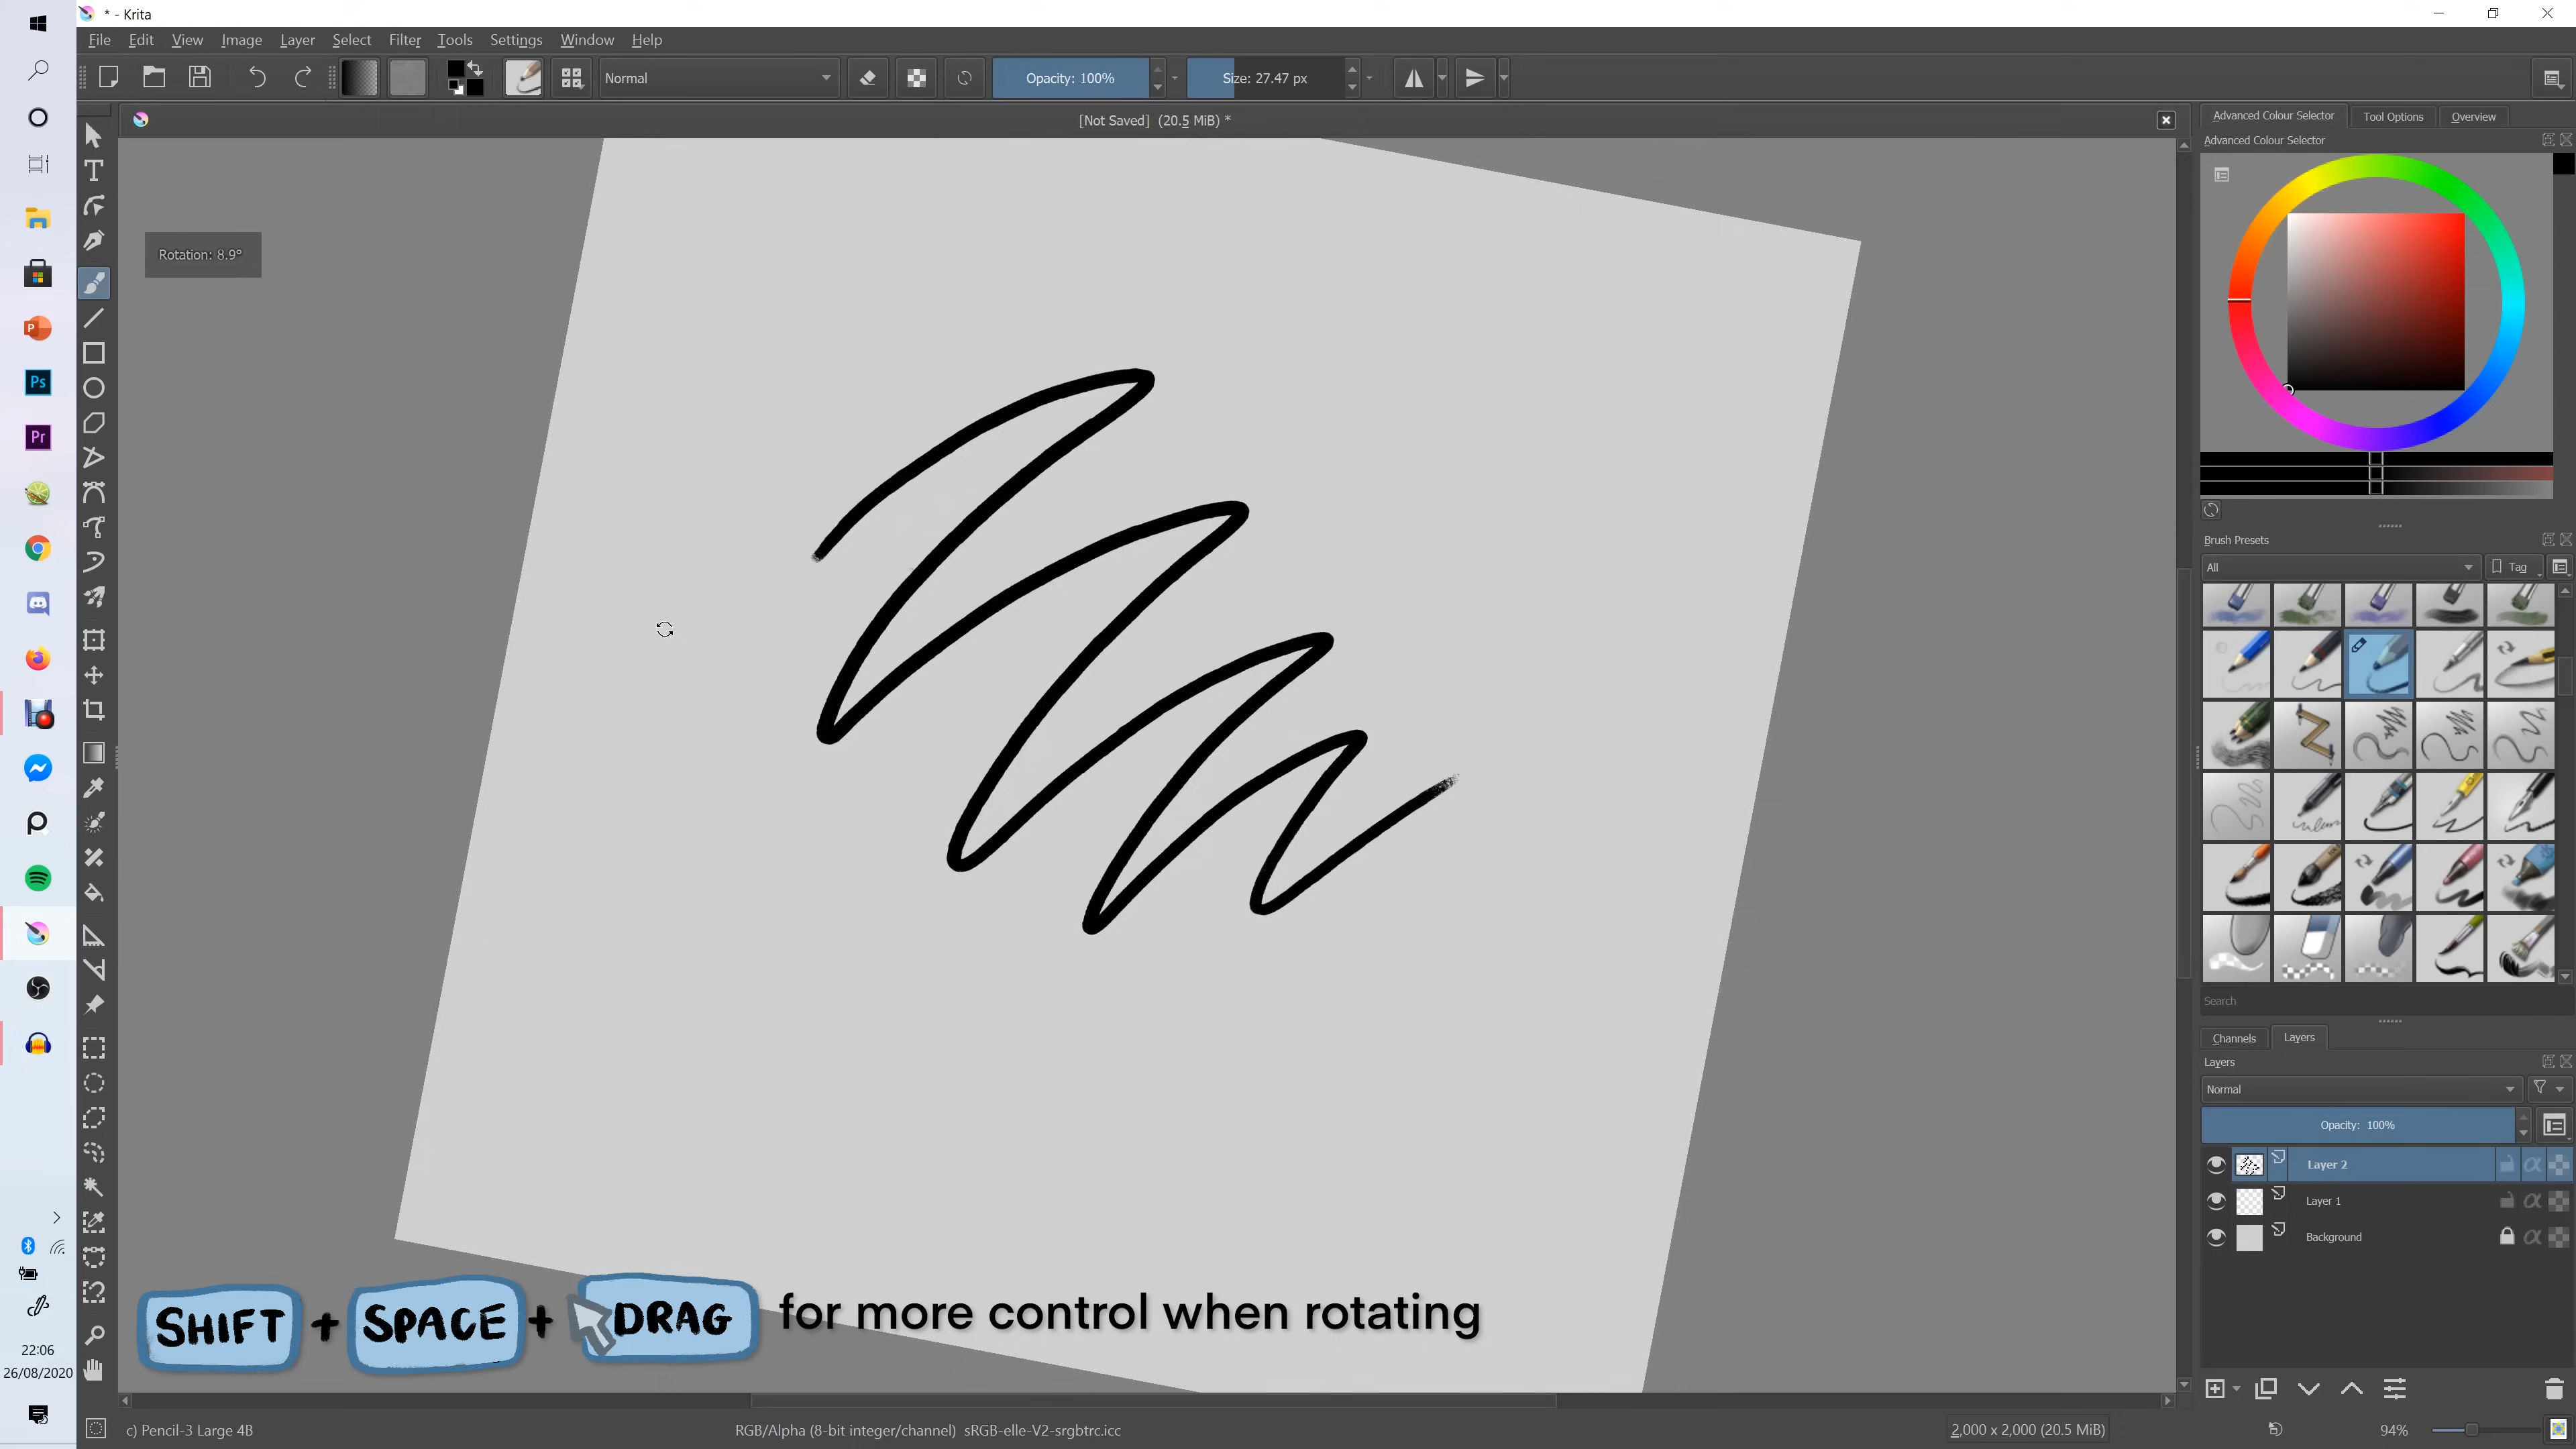 * - Krita
File Edit View Image Layer Select Filter Tools Settings Window Help
Normal
Opacity: 100%
Size: 27.47 px
[Not Saved] (20.5 MiB) *
Advanced Colour Selector
Tool Options
Overview
Advanced Colour Selector
Rotation: 8.9°
Ps
Pr
Brush Presets
All
Tag
Search
Channels
Layers
Layers
Normal
Opacity: 100%
Layer 2
Layer 1
Background
SHIFT + SPACE + DRAG for more control when rotating
22:06
26/08/2020
c) Pencil-3 Large 4B
RGB/Alpha (8-bit integer/channel) sRGB-elle-V2-srgbtrc.icc
2,000 x 2,000 (20.5 MiB)
94%